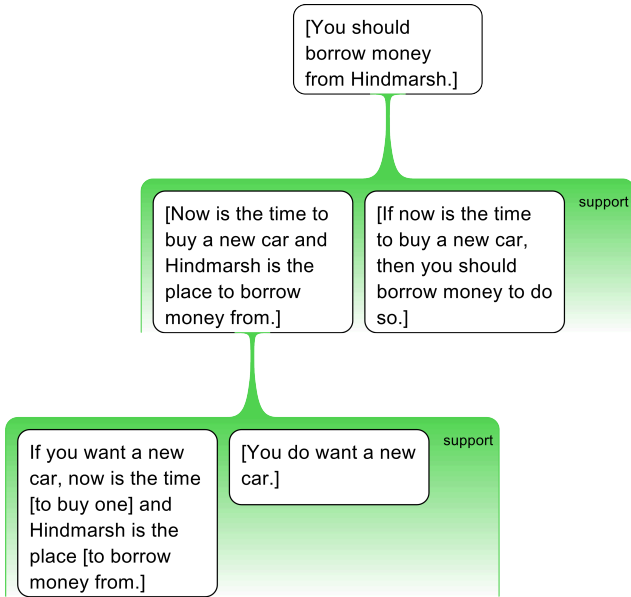 [You should
borrow money
from Hindmarsh.]
support
[Now is the time to
buy a new car and
Hindmarsh is the
place to borrow
money from.]
[If now is the time
to buy a new car,
then you should
borrow money to do
so.]
support
If you want a new
car, now is the time
[to buy one] and
Hindmarsh is the
place [to borrow
money from.]
[You do want a new
car.]